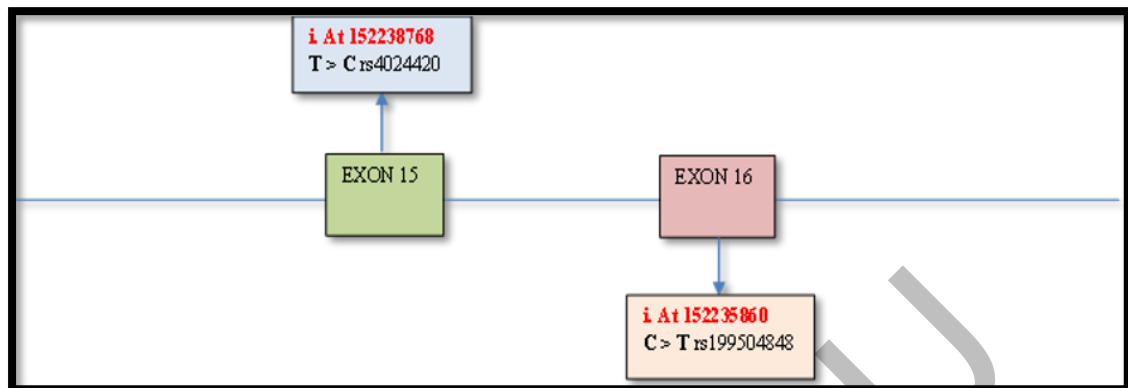 i. At 152238768
T > C rs4024420
EXON 15
EXON 16
i. At 152235860
C > T rs199504848